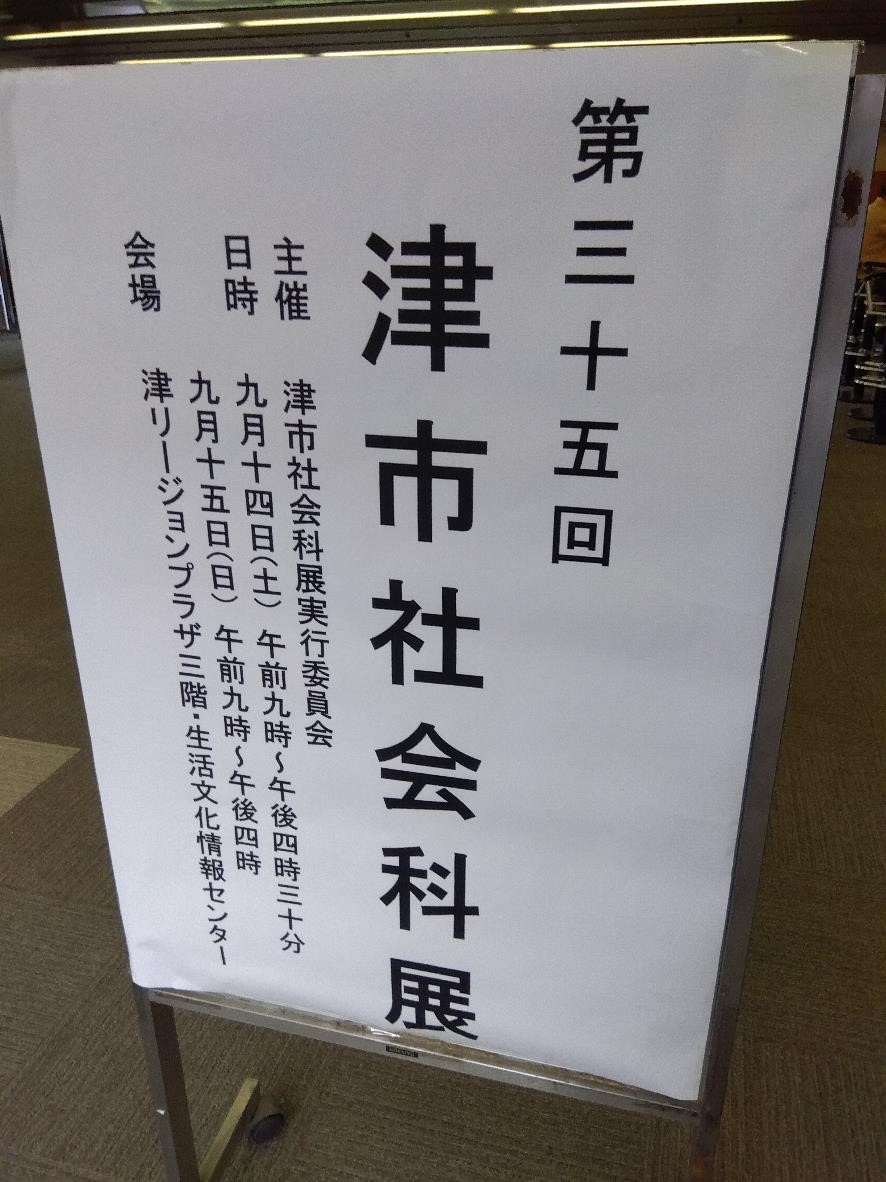 第三十五回
津市社会科展
主催 津市社会科展実行委員会
日時 九月十四日(土) 午前九時~午後四時三十分
九月十五日(日) 午前九時~午後四時
会場 津リージョンプラザ三階・生活文化情報センター
KOKUYO